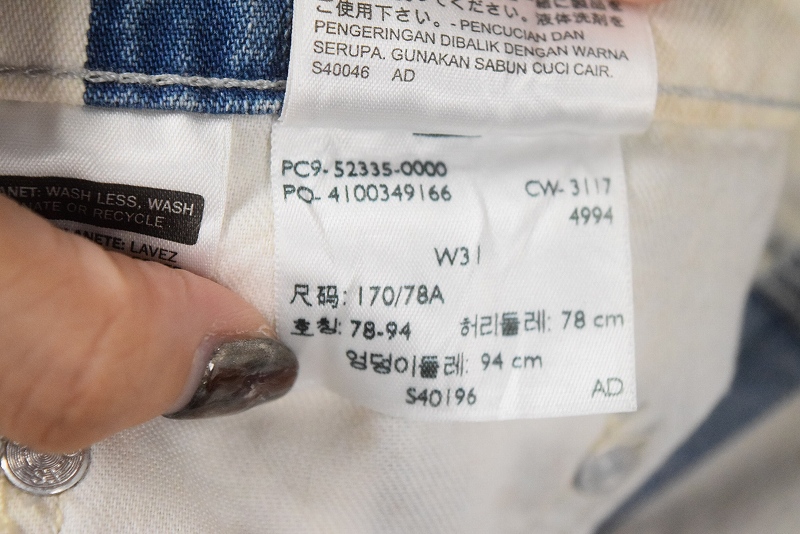 ご使用下さい。-PENCUCIAN DAN
PENGERINGAN DIBALIK DENGAN WARNA
SERUPA. GUNAKAN SABUN CUCI CAIR.
S40046 AD
ANET: WASH LESS, WASH
NATE OR RECYCLE
ANETE: LAVEZ
PC9-52335-0000
PO-4100349166 CW-3117
4994
W31
尺码: 170/78A
호칭: 78-94 허리둘레: 78 cm
엉덩이둘레: 94 cm
S40196 AD